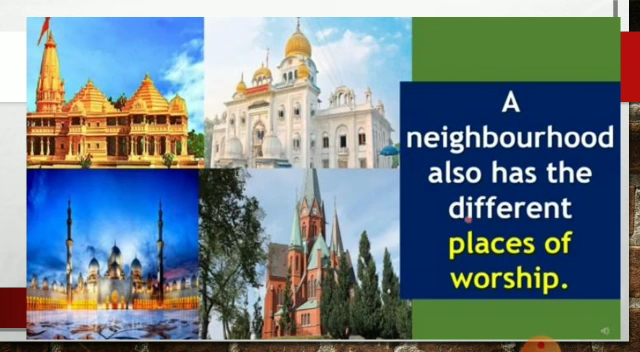 A
neighbourhood
also has the
different
places of
worship.